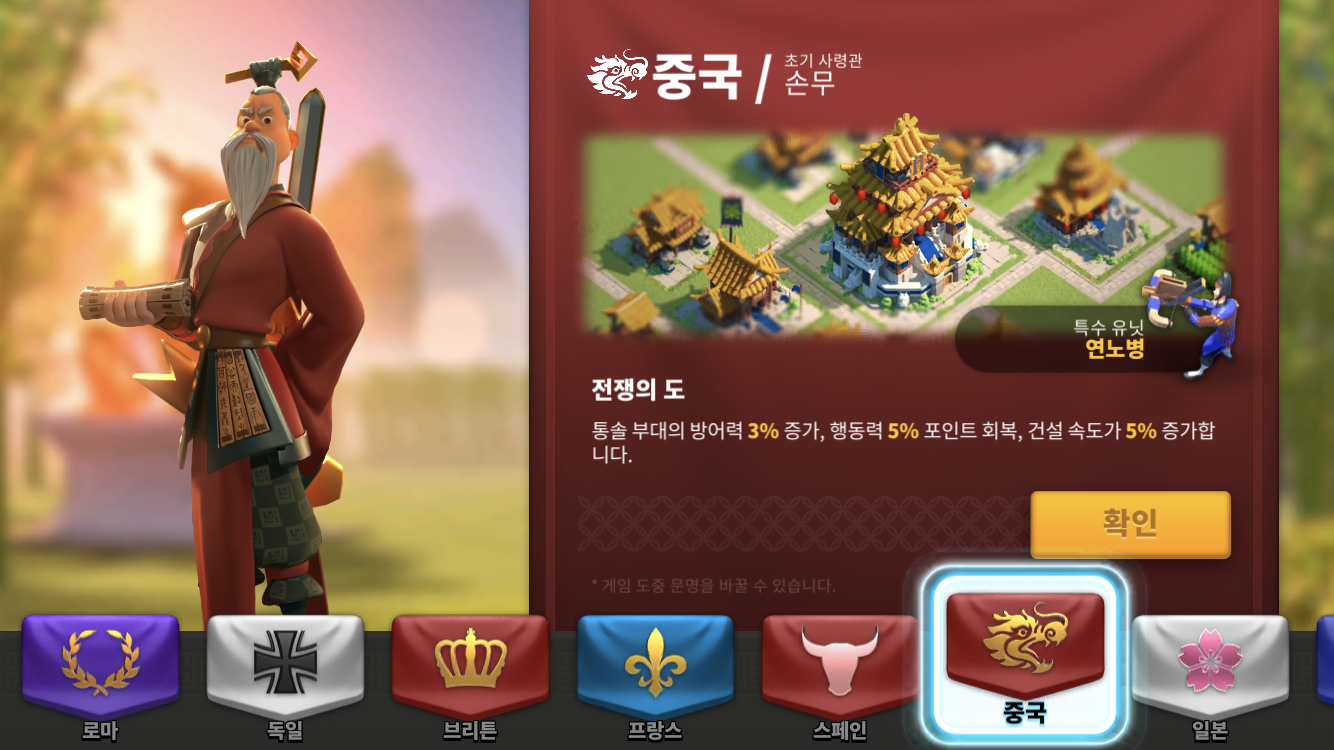 중국 /
초기 사령관
손무
특수 유닛
연노병
전쟁의 도
통솔 부대의 방어력 3% 증가, 행동력 5% 포인트 회복, 건설 속도가 5% 증가합
니다.
확인
* 게임 도중 문명을 바꿀 수 있습니다.
로마
독일
브리튼
프랑스
스페인
중국
일본